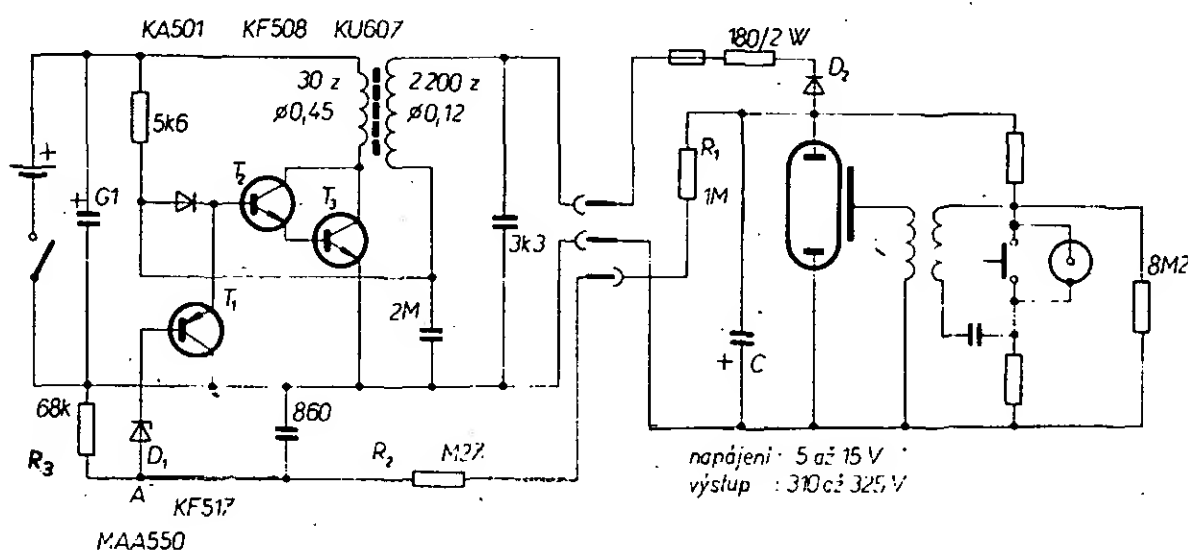 KA501 KF508 KU607
180/2 W
D₂
30 z
ø0,45
2200 z
ø0,12
5k6
+
T₂
T₃
R₁
1M
+
G1
3k3
8M2
T₁
2M
+ C
68k
860
R₃
D₁
R₂
M27
A
KF517
MAA550
napájení : 5 až 15 V
výstup : 310 až 325 V